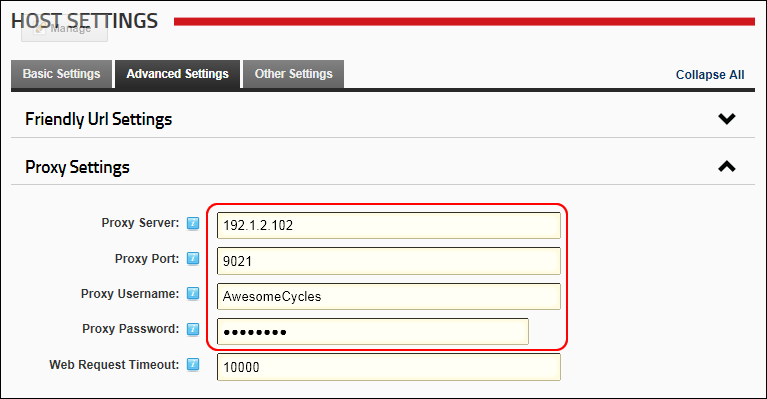 HOST SETTINGS
Manage
Basic Settings Advanced Settings Other Settings Collapse All
Friendly Url Settings
Proxy Settings
Proxy Server: 192.1.2.102
Proxy Port: 9021
Proxy Username: AwesomeCycles
Proxy Password: ●●●●●●●●
Web Request Timeout: 10000